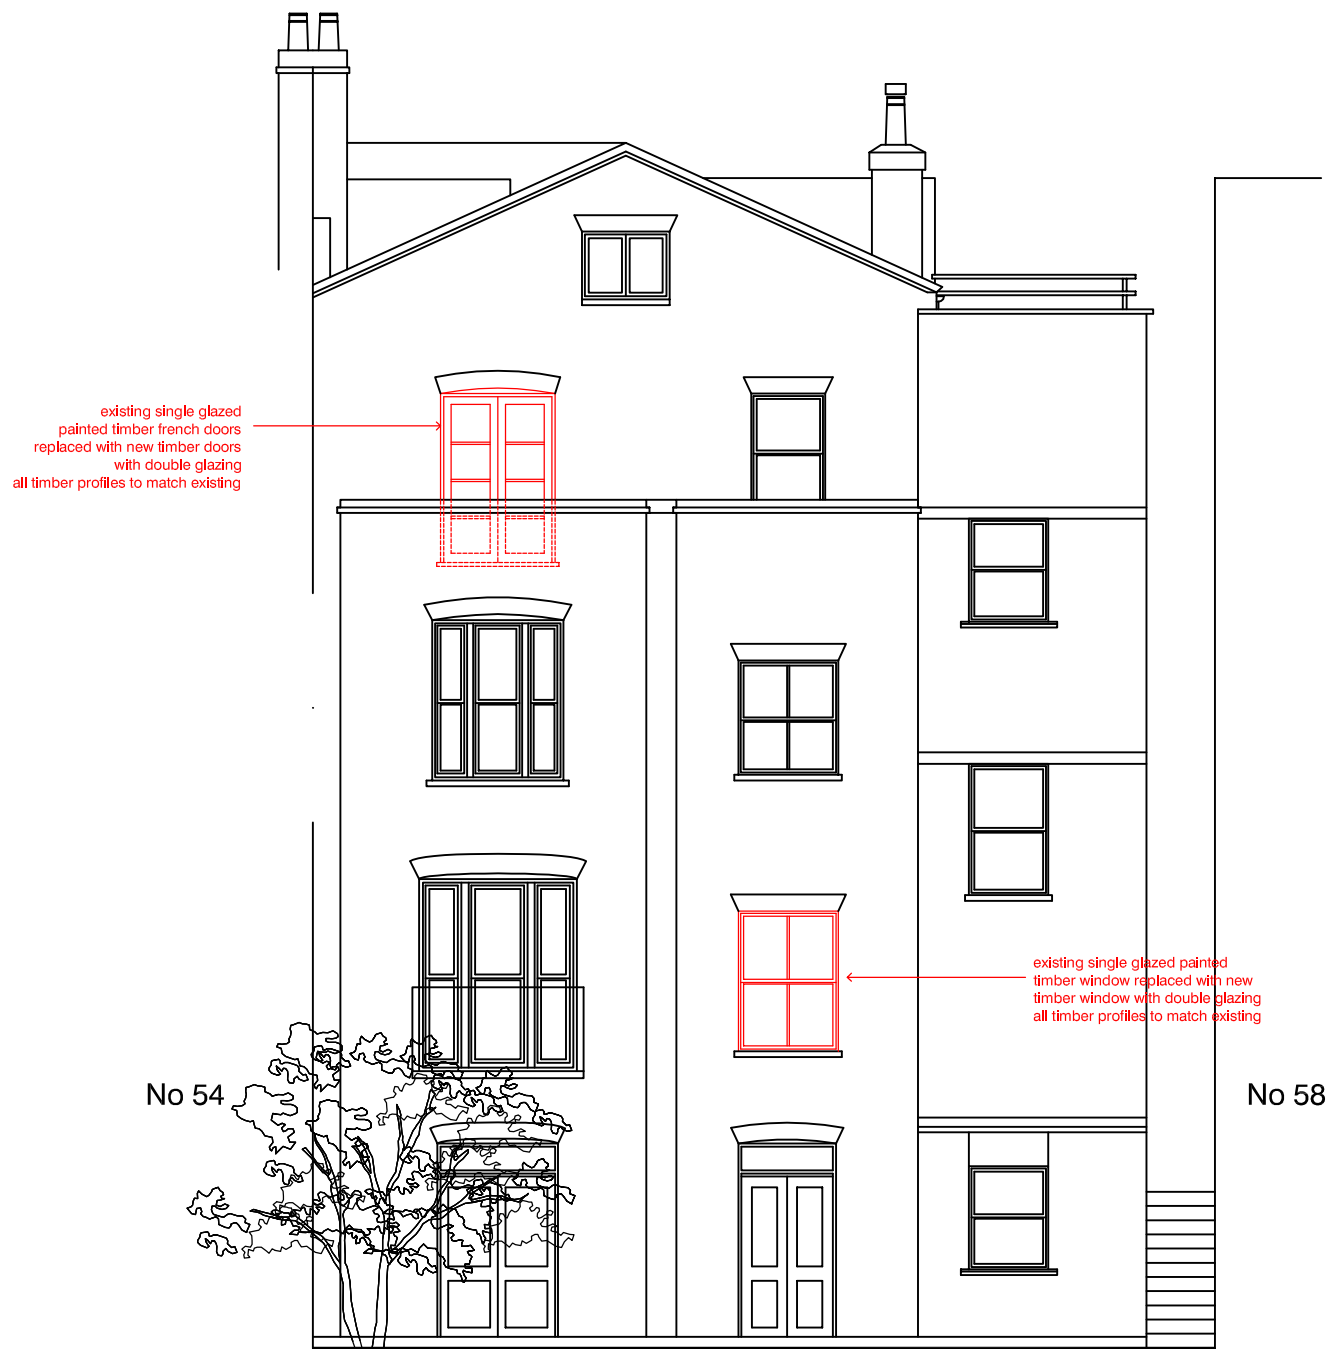 existing single glazed
painted timber french doors
replaced with new timber doors
with double glazing
all timber profiles to match existing
existing single glazed painted
timber window replaced with new
timber window with double glazing
all timber profiles to match existing
No 54
No 58